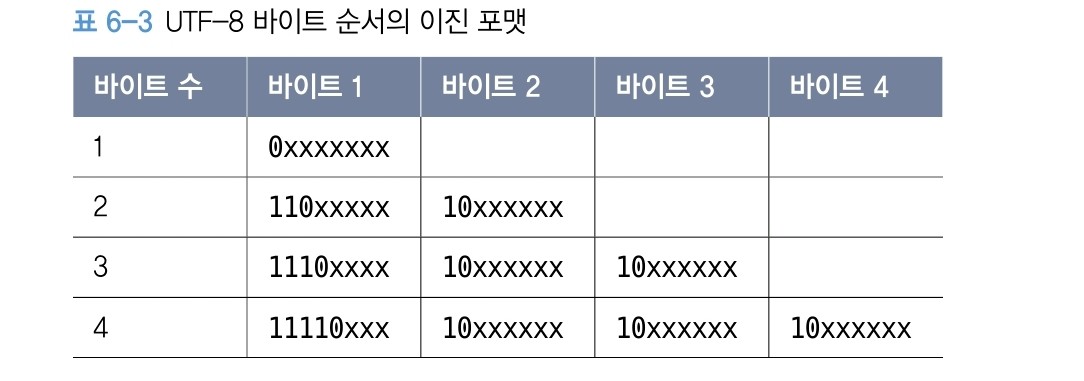 표 6-3 UTF-8 바이트 순서의 이진 포맷
바이트 수 바이트 1 바이트 2 바이트 3 바이트 4
1 0xxxxxxx
2 110xxxxx 10xxxxxx
3 1110xxxx 10xxxxxx 10xxxxxx
4 11110xxx 10xxxxxx 10xxxxxx 10xxxxxx